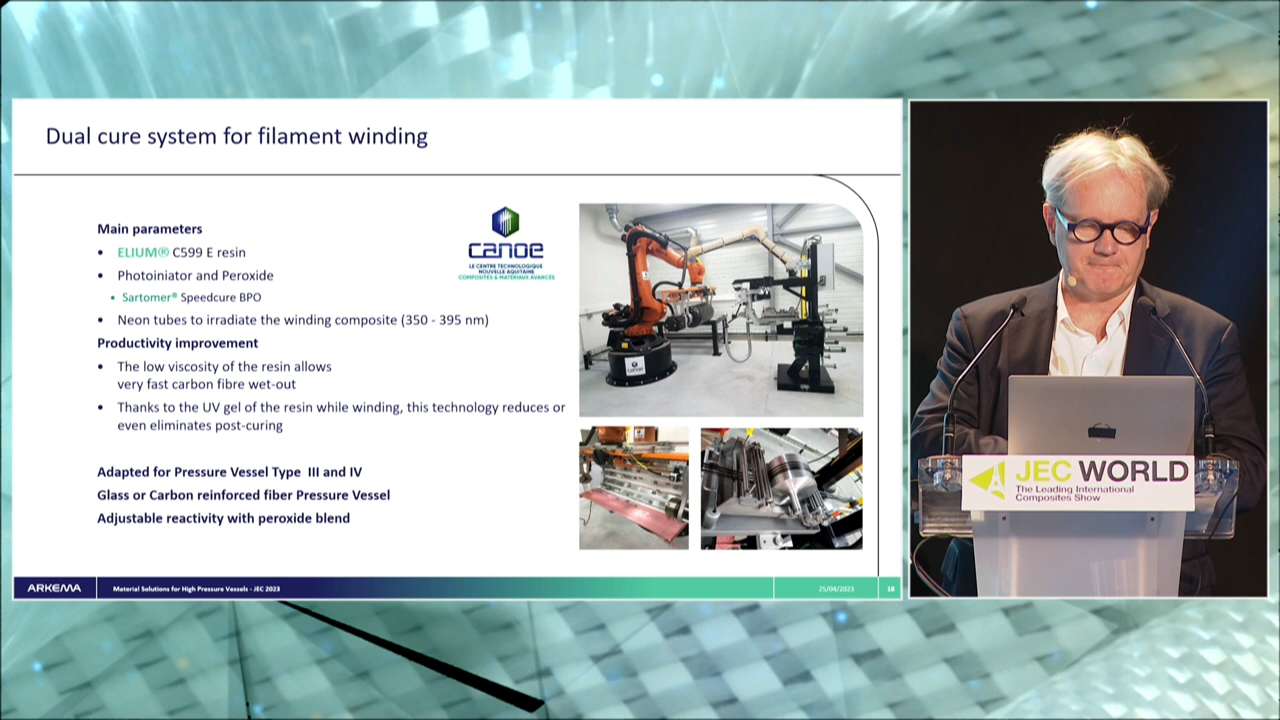 Dual cure system for filament winding
Main parameters
• ELIUM® C599 E resin
• Photoiniator and Peroxide
• Sartomer® Speedcure BPO
• Neon tubes to irradiate the winding composite (350 - 395 nm)
Productivity improvement
• The low viscosity of the resin allows
very fast carbon fibre wet-out
• Thanks to the UV gel of the resin while winding, this technology reduces or
even eliminates post-curing
Adapted for Pressure Vessel Type III and IV
Glass or Carbon reinforced fiber Pressure Vessel
Adjustable reactivity with peroxide blend
canoe
LE CENTRE TECHNOLOGIQUE
NOUVELLE AQUITAINE
COMPOSITES & MATÉRIAUX AVANCÉS
ARKEMA
Material Solutions for High Pressure Vessels - JEC 2023
25/04/2023
18
JEC WORLD
The Leading International
Composites Show